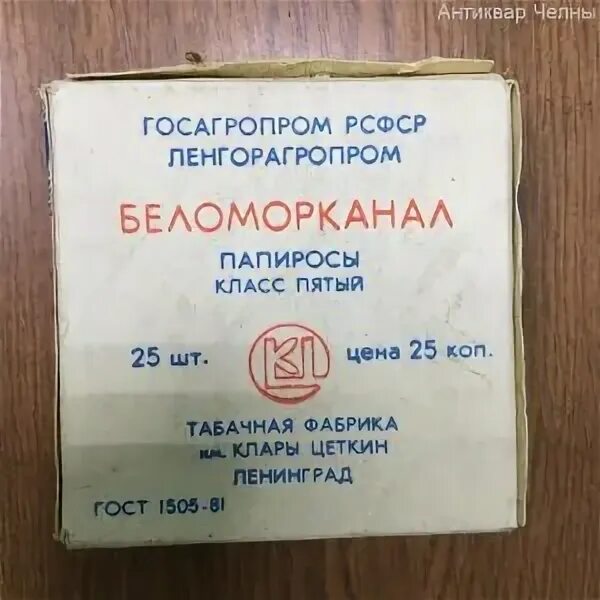 Антиквар Челны
ГОСАГРОПРОМ РСФСР
ЛЕНГОРАГРОПРОМ
БЕЛОМОРКАНАЛ
ПАПИРОСЫ
КЛАСС ПЯТЫЙ
25 шт.
цена 25 коп.
ТАБАЧНАЯ ФАБРИКА
им. КЛАРЫ ЦЕТКИН
ЛЕНИНГРАД
ГОСТ 1505-81